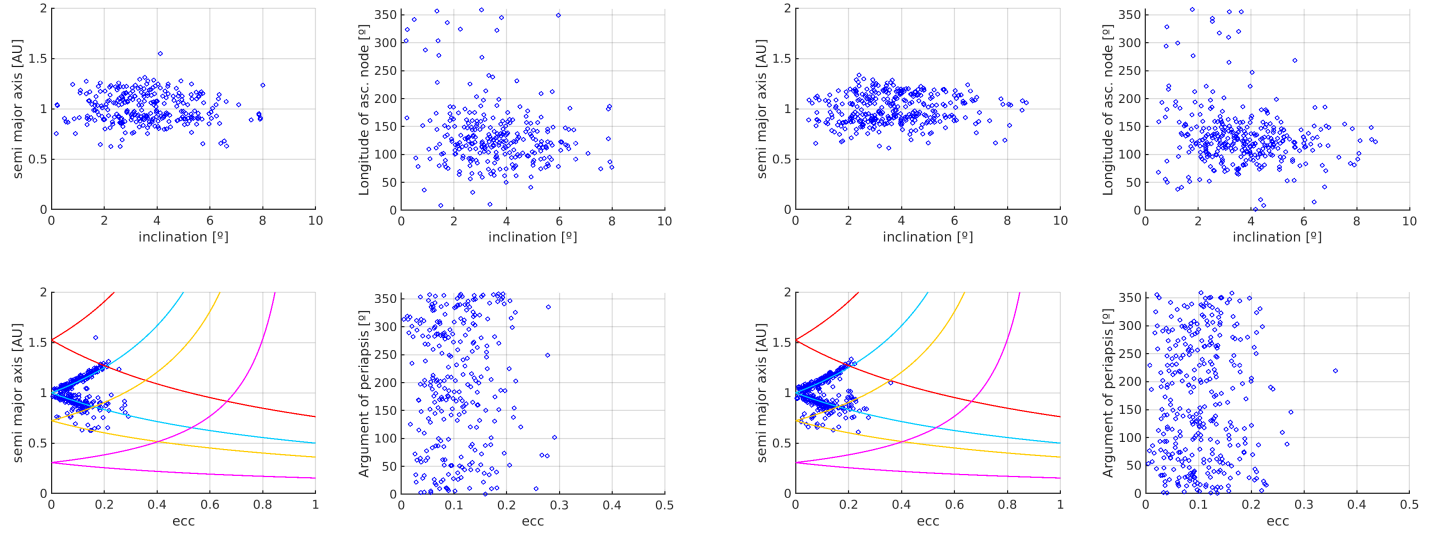 semi major axis [AU]
2
1.5
1
0.5
0
0 2 4 6 8 10
inclination [º]
Longitude of asc. node [º]
350
300
250
200
150
100
50
0
0 2 4 6 8 10
inclination [º]
semi major axis [AU]
2
1.5
1
0.5
0
0 2 4 6 8 10
inclination [º]
Longitude of asc. node [º]
350
300
250
200
150
100
50
0
0 2 4 6 8 10
inclination [º]
semi major axis [AU]
2
1.5
1
0.5
0
0 0.2 0.4 0.6 0.8 1
ecc
Argument of periapsis [º]
350
300
250
200
150
100
50
0
0 0.1 0.2 0.3 0.4 0.5
ecc
semi major axis [AU]
2
1.5
1
0.5
0
0 0.2 0.4 0.6 0.8 1
ecc
Argument of periapsis [º]
350
300
250
200
150
100
50
0
0 0.1 0.2 0.3 0.4 0.5
ecc